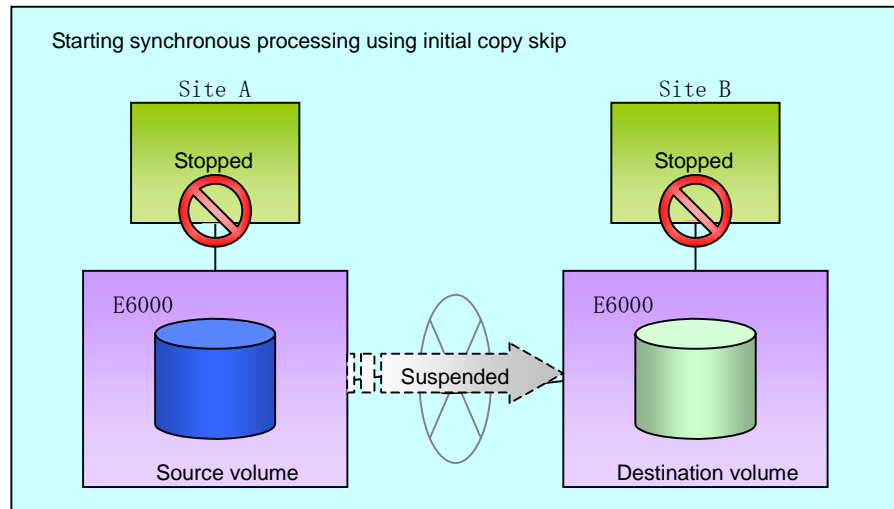 Starting synchronous processing using initial copy skip
Site A
Site B
Stopped
Stopped
E6000
E6000
Suspended
Source volume
Destination volume